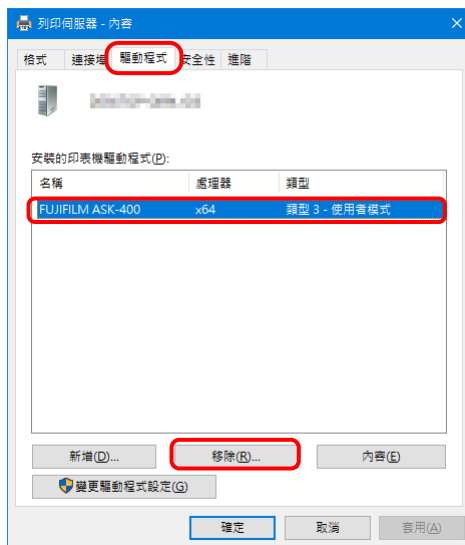 列印伺服器 - 內容
格式 連接埠 驅動程式 安全性 進階
安裝的印表機驅動程式(P):
名稱 處理器 類型
FUJIFILM ASK-400 x64 類型 3 - 使用者模式
新增(D)... 移除(R)... 內容(E)
變更驅動程式設定(G)
確定 取消 套用(A)